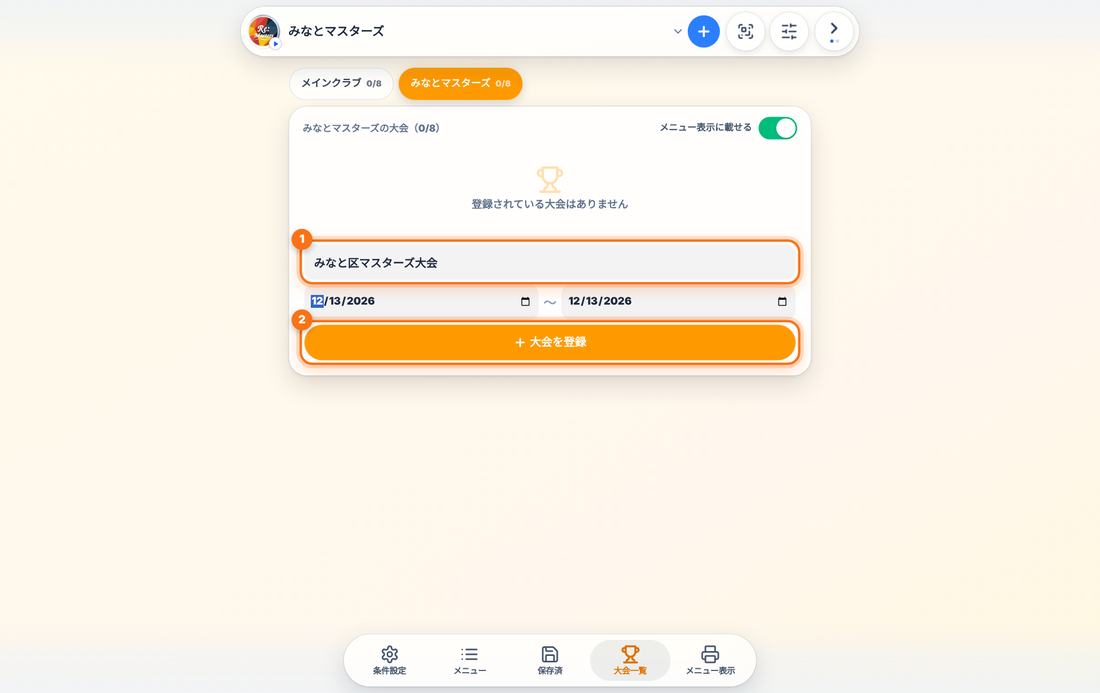 Re:
Masters
みなとマスターズ
メインクラブ 0/8
みなとマスターズ 0/8
みなとマスターズの大会（0/8）
メニュー表示に載せる
登録されている大会はありません
1
みなと区マスターズ大会
12/13/2026 〜 12/13/2026
2
+ 大会を登録
条件設定
メニュー
保存済
大会一覧
メニュー表示